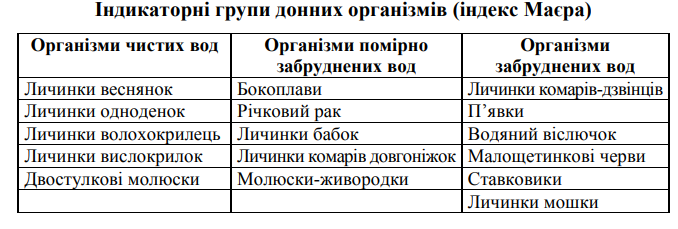 Індикаторні групи донних організмів (індекс Маєра)
Організми чистих вод Організми помірно забруднених вод Організми забруднених вод
Личинки веснянок Бокоплави Личинки комарів-дзвінців
Личинки одноденок Річковий рак П’явки
Личинки волохокрилець Личинки бабок Водяний віслючок
Личинки вислокрилок Личинки комарів довгоніжок Малощетинкові черви
Двостулкові молюски Молюски-живородки Ставковики
Личинки мошки